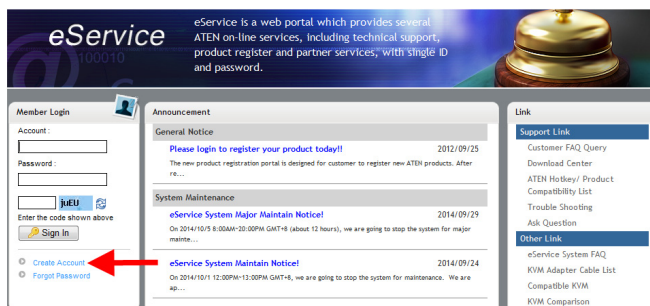 eService
100010
eService is a web portal which provides several
ATEN on-line services, including technical support,
product register and partner services, with single ID
and password.
Member Login
Account :
Password :
juEU
Enter the code shown above
Sign In
Create Account
Forgot Password
Announcement
General Notice
Please login to register your product today!! 2012/09/25
The new product registration portal is designed for customer to register new ATEN products. After
re...
System Maintenance
eService System Major Maintain Notice! 2014/09/29
On 2014/10/5 8:00AM~20:00PM GMT+8 (about 12 hours), we are going to stop the system for major
mainte...
eService System Maintain Notice! 2014/09/24
On 2014/10/1 12:00PM~13:00PM GMT+8, we are going to stop the system for maintenance. We are
ap...
Link
Support Link
Customer FAQ Query
Download Center
ATEN Hotkey/ Product
Compatibility List
Trouble Shooting
Ask Question
Other Link
eService System FAQ
KVM Adapter Cable List
Compatible KVM
KVM Comparison